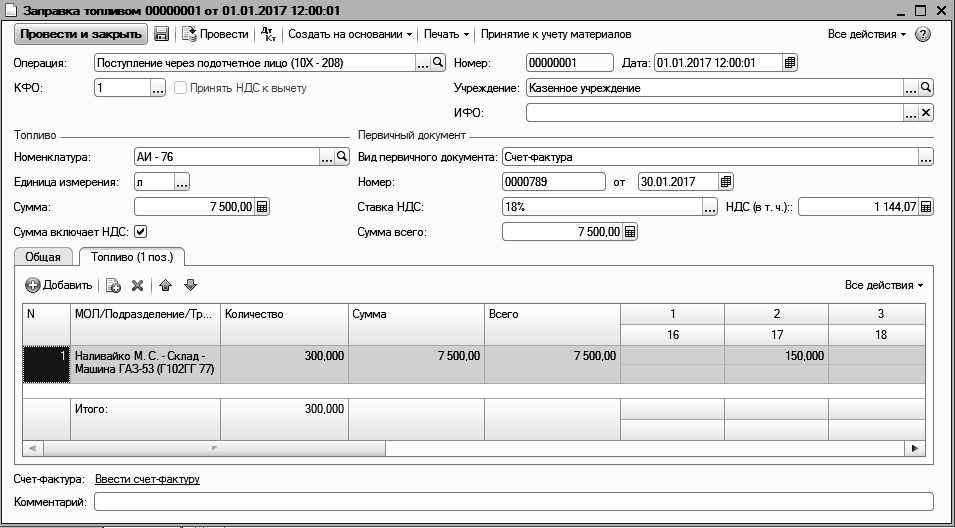 Заправка топливом 00000001 от 01.01.2017 12:00:01
Провести и закрыть Провести Дт Кт Создать на основании Печать Принятие к учету материалов Все действия ?
Операция: Поступление через подотчетное лицо (10X - 208) ... Номер: 00000001 Дата: 01.01.2017 12:00:01
КФО: 1 ... Принять НДС к вычету Учреждение: Казенное учреждение ...
ИФО: ... X
Топливо Первичный документ
Номенклатура: АИ - 76 ... Вид первичного документа: Счет-фактура ...
Единица измерения: л ... Номер: 0000789 от 30.01.2017
Сумма: 7 500,00 Ставка НДС: 18% ... НДС (в т. ч.):: 1 144,07
Сумма включает НДС: Сумма всего: 7 500,00
Общая Топливо (1 поз.)
Добавить Все действия
N МОЛ/Подразделение/Тр... Количество Сумма Всего 1 2 3
16 17 18
1 Наливайко М. С. - Склад - 300,000 7 500,00 7 500,00 150,000
Машина ГАЗ-53 (Г102ГГ 77)
Итого: 300,000
Счет-фактура: Ввести счет-фактуру
Комментарий: